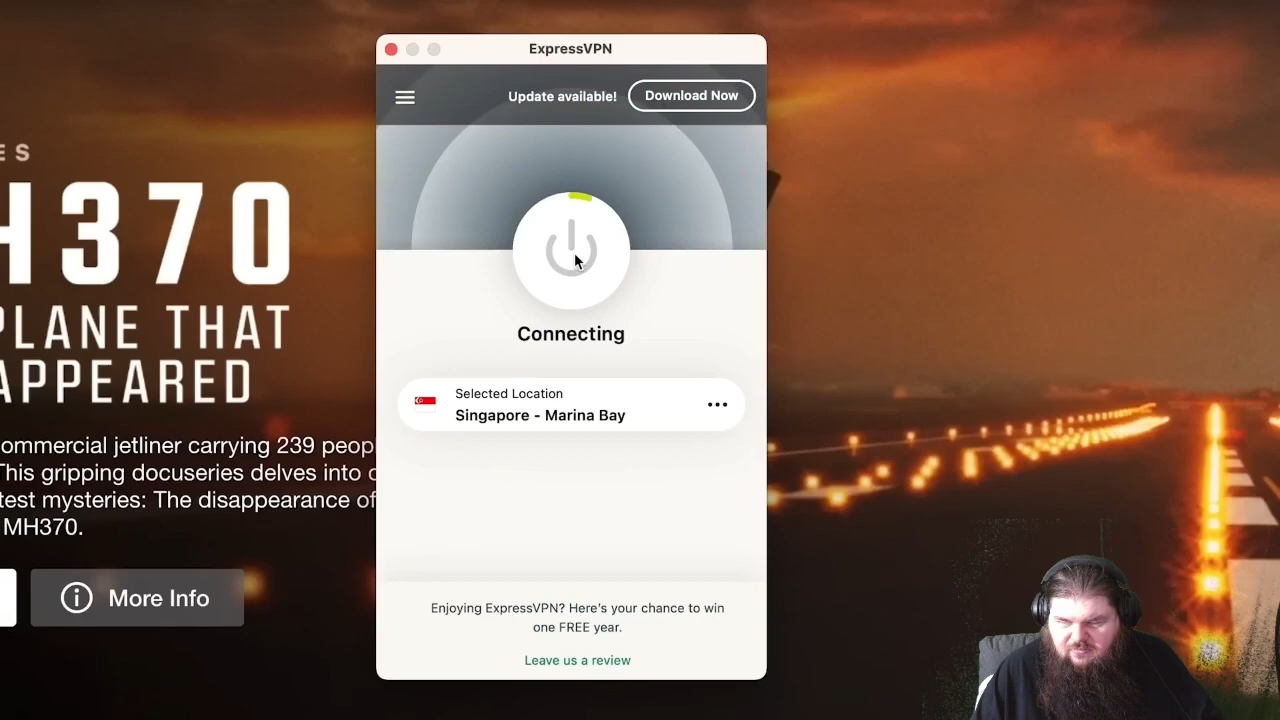 ExpressVPN
Update available!
Download Now
ES
H370
PLANE THAT
APPEARED
ommercial jetliner carrying 239 peop
This gripping docuseries delves into
test mysteries: The disappearance of
MH370.
More Info
Connecting
Selected Location
Singapore - Marina Bay
Enjoying ExpressVPN? Here's your chance to win
one FREE year.
Leave us a review